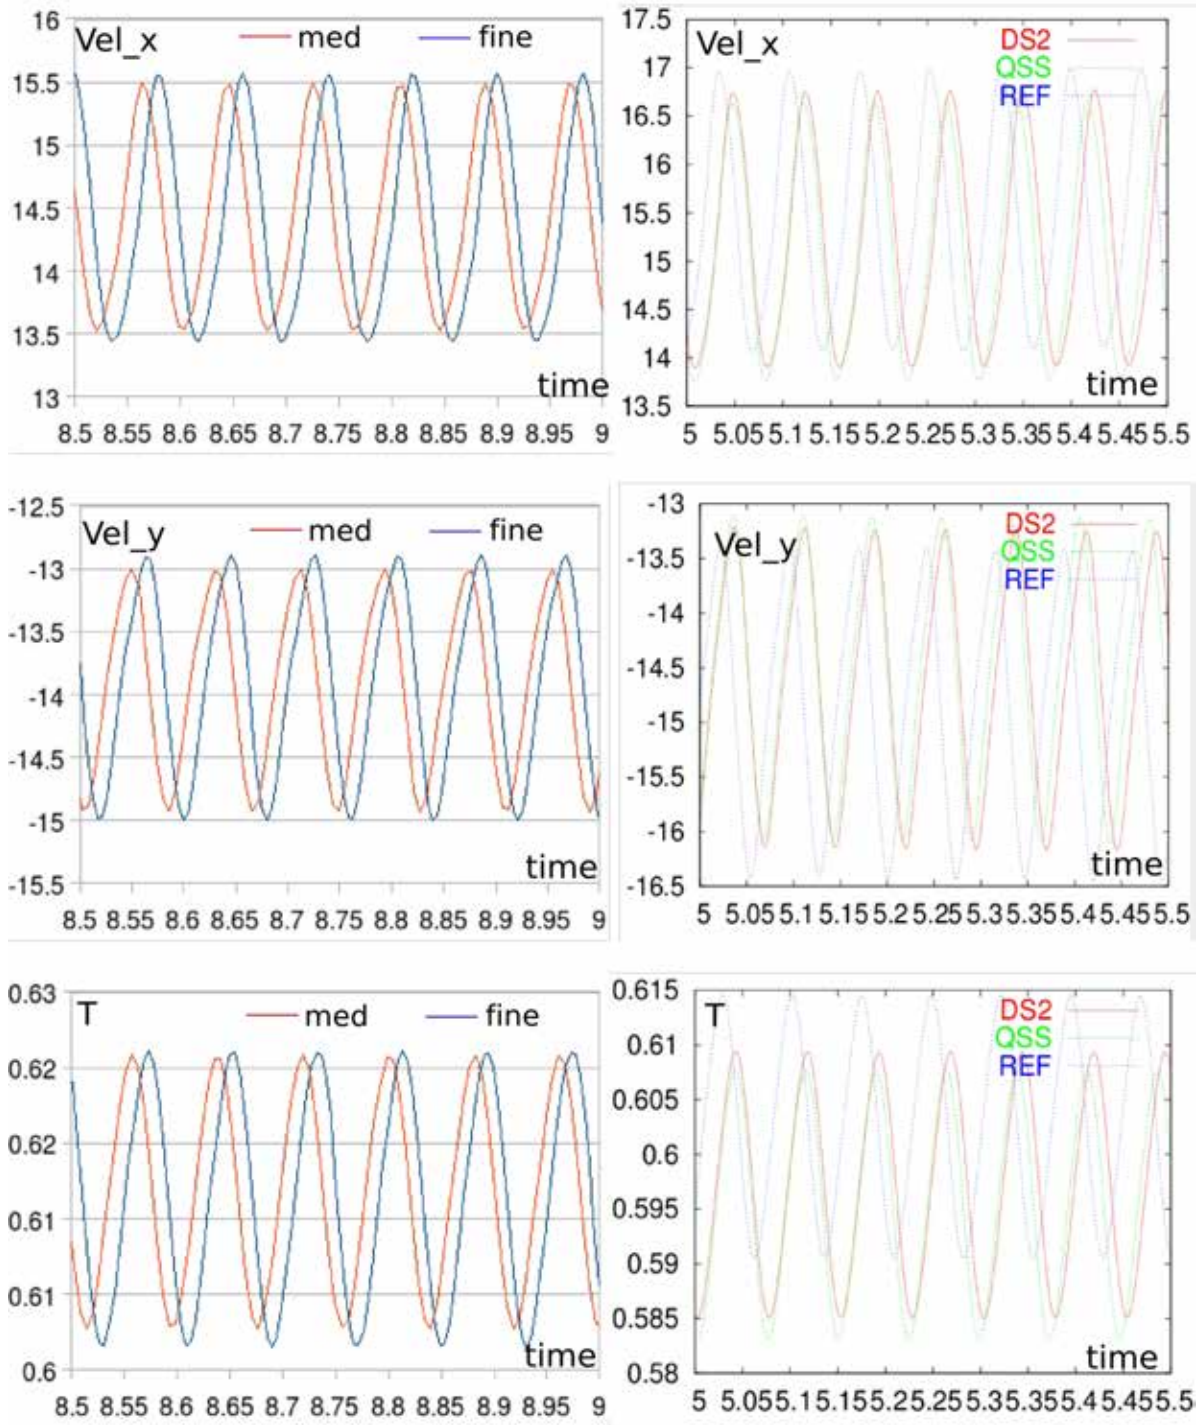 16
Vel_x med fine
15.5
15
14.5
14
13.5
13
time
8.5 8.55 8.6 8.65 8.7 8.75 8.8 8.85 8.9 8.95 9
17.5
Vel_x DS2
QSS
REF
17
16.5
16
15.5
15
14.5
14
13.5
time
5 5.05 5.1 5.15 5.2 5.25 5.3 5.35 5.4 5.45 5.5
-12.5
Vel_y med fine
-13
-13.5
-14
-14.5
-15
-15.5
time
8.5 8.55 8.6 8.65 8.7 8.75 8.8 8.85 8.9 8.95 9
-13
DS2
Vel_y QSS
REF
-13.5
-14
-14.5
-15
-15.5
-16
-16.5
time
5 5.05 5.1 5.15 5.2 5.25 5.3 5.35 5.4 5.45 5.5
0.63
T med fine
0.62
0.62
0.61
0.61
0.6
time
8.5 8.55 8.6 8.65 8.7 8.75 8.8 8.85 8.9 8.95 9
0.615
T DS2
QSS
REF
0.61
0.605
0.6
0.595
0.59
0.585
0.58
time
5 5.05 5.1 5.15 5.2 5.25 5.3 5.35 5.4 5.45 5.5